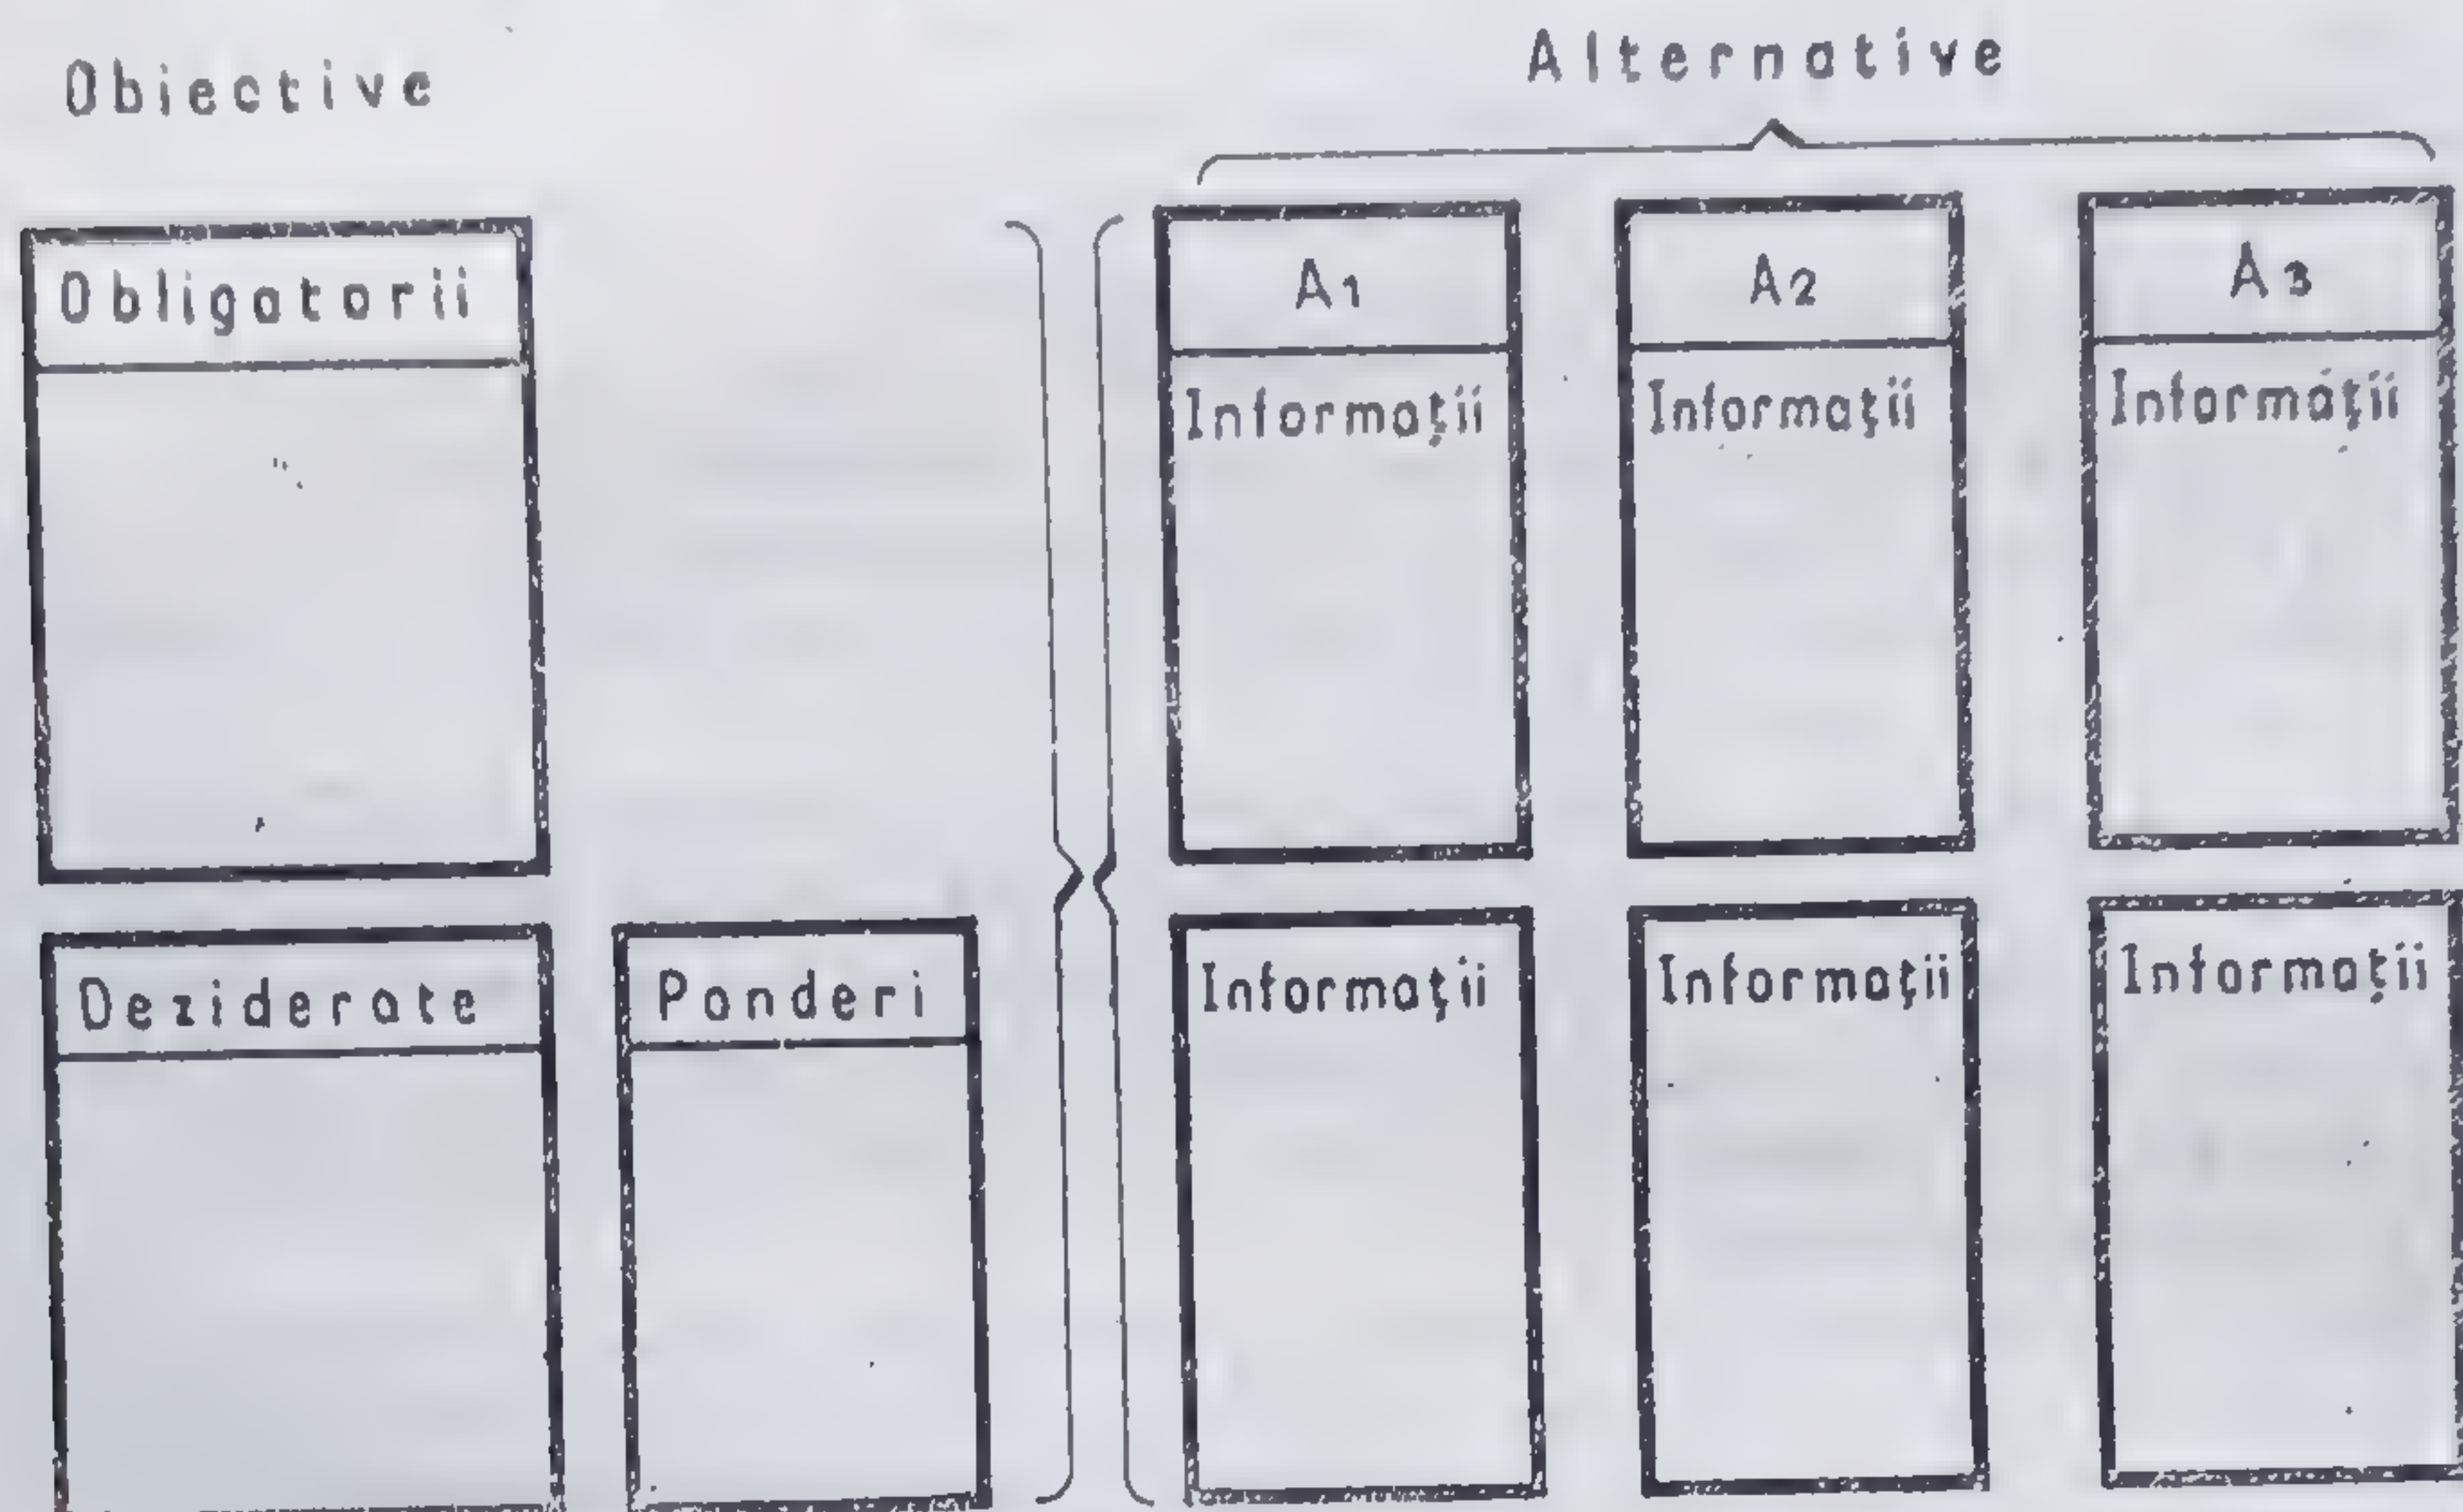 Obiective
Alternative
Obligatorii
A1
A2
A3
Informaţii
Informaţii
Informaţii
Deziderate
Ponderi
Informaţii
Informaţii
Informaţii